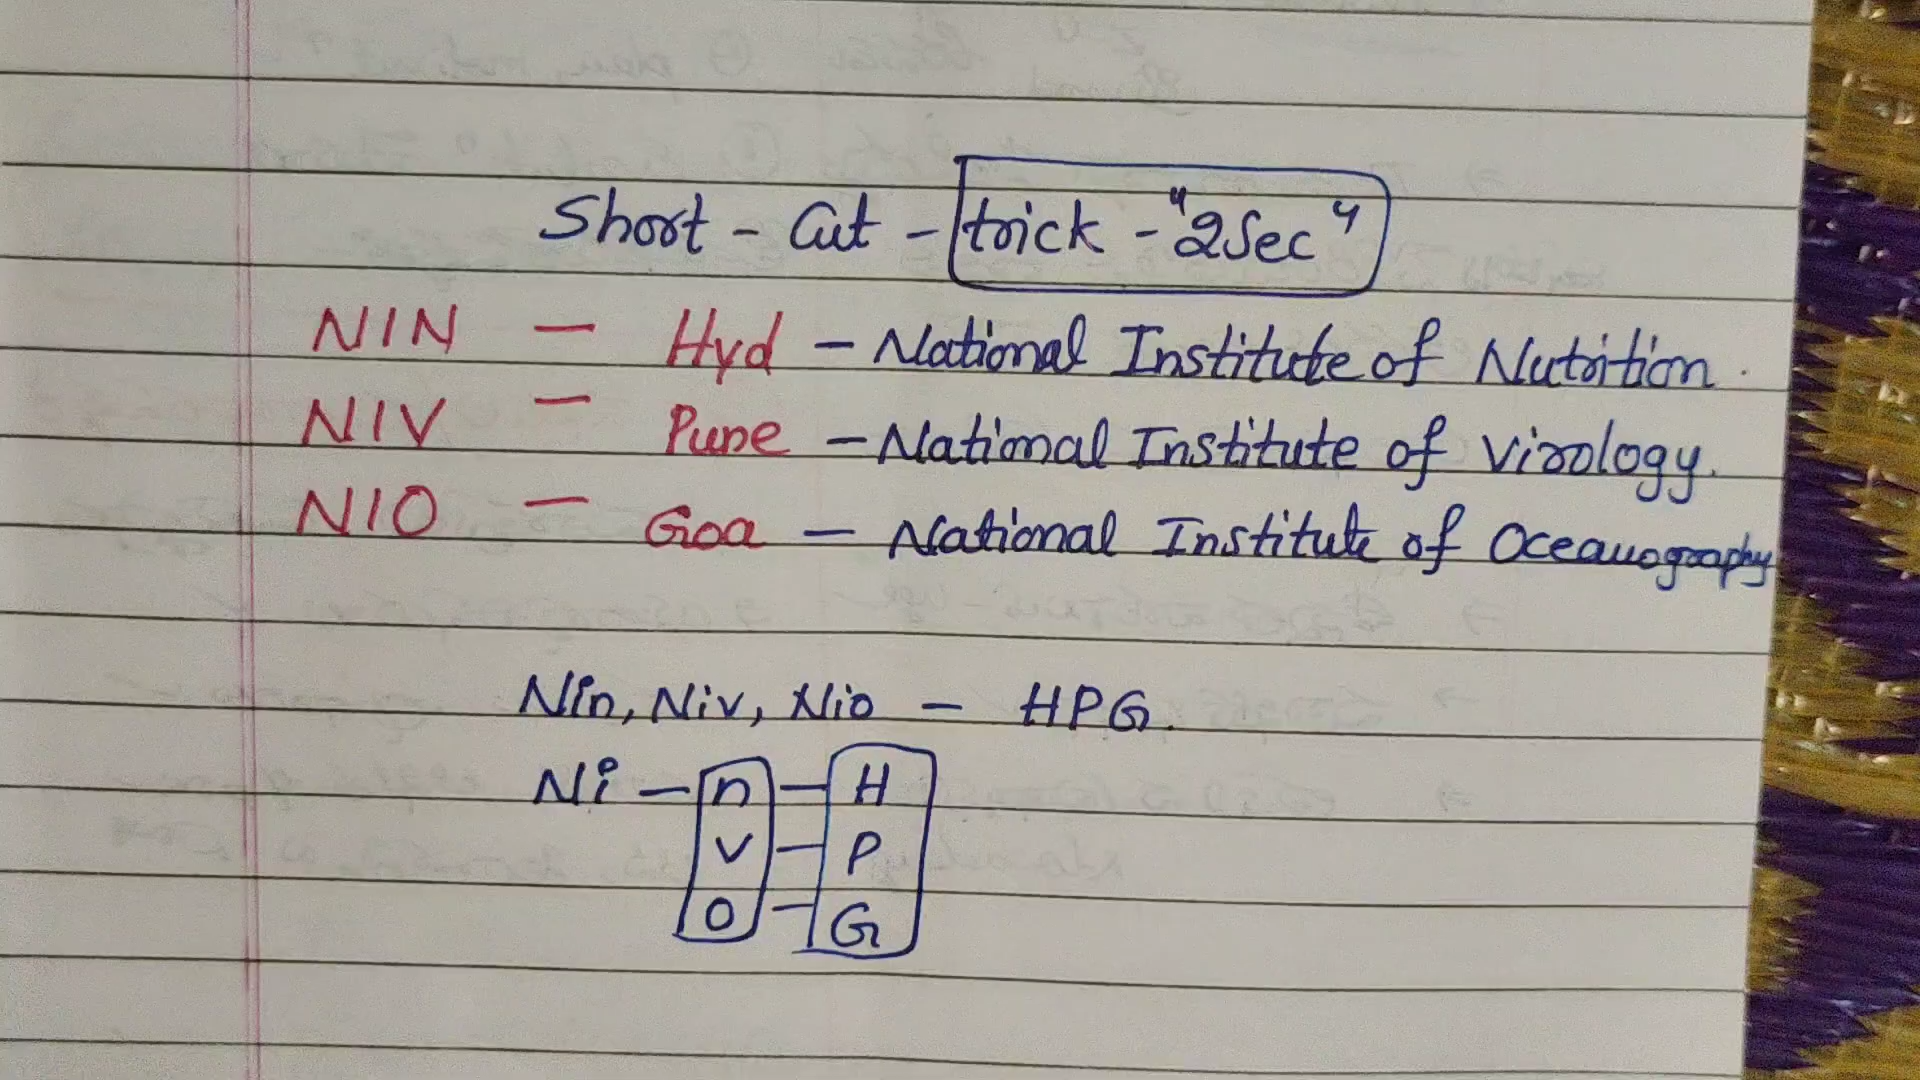 Short - Cut - trick - "2Sec"
NIN - Hyd - National Institute of Nutrition.
NIV - Pune - National Institute of Virology.
NIO - Goa - National Institute of Oceanography
Nin, Niv, Nio - HPG.
Ni - n - H
v - P
O - G